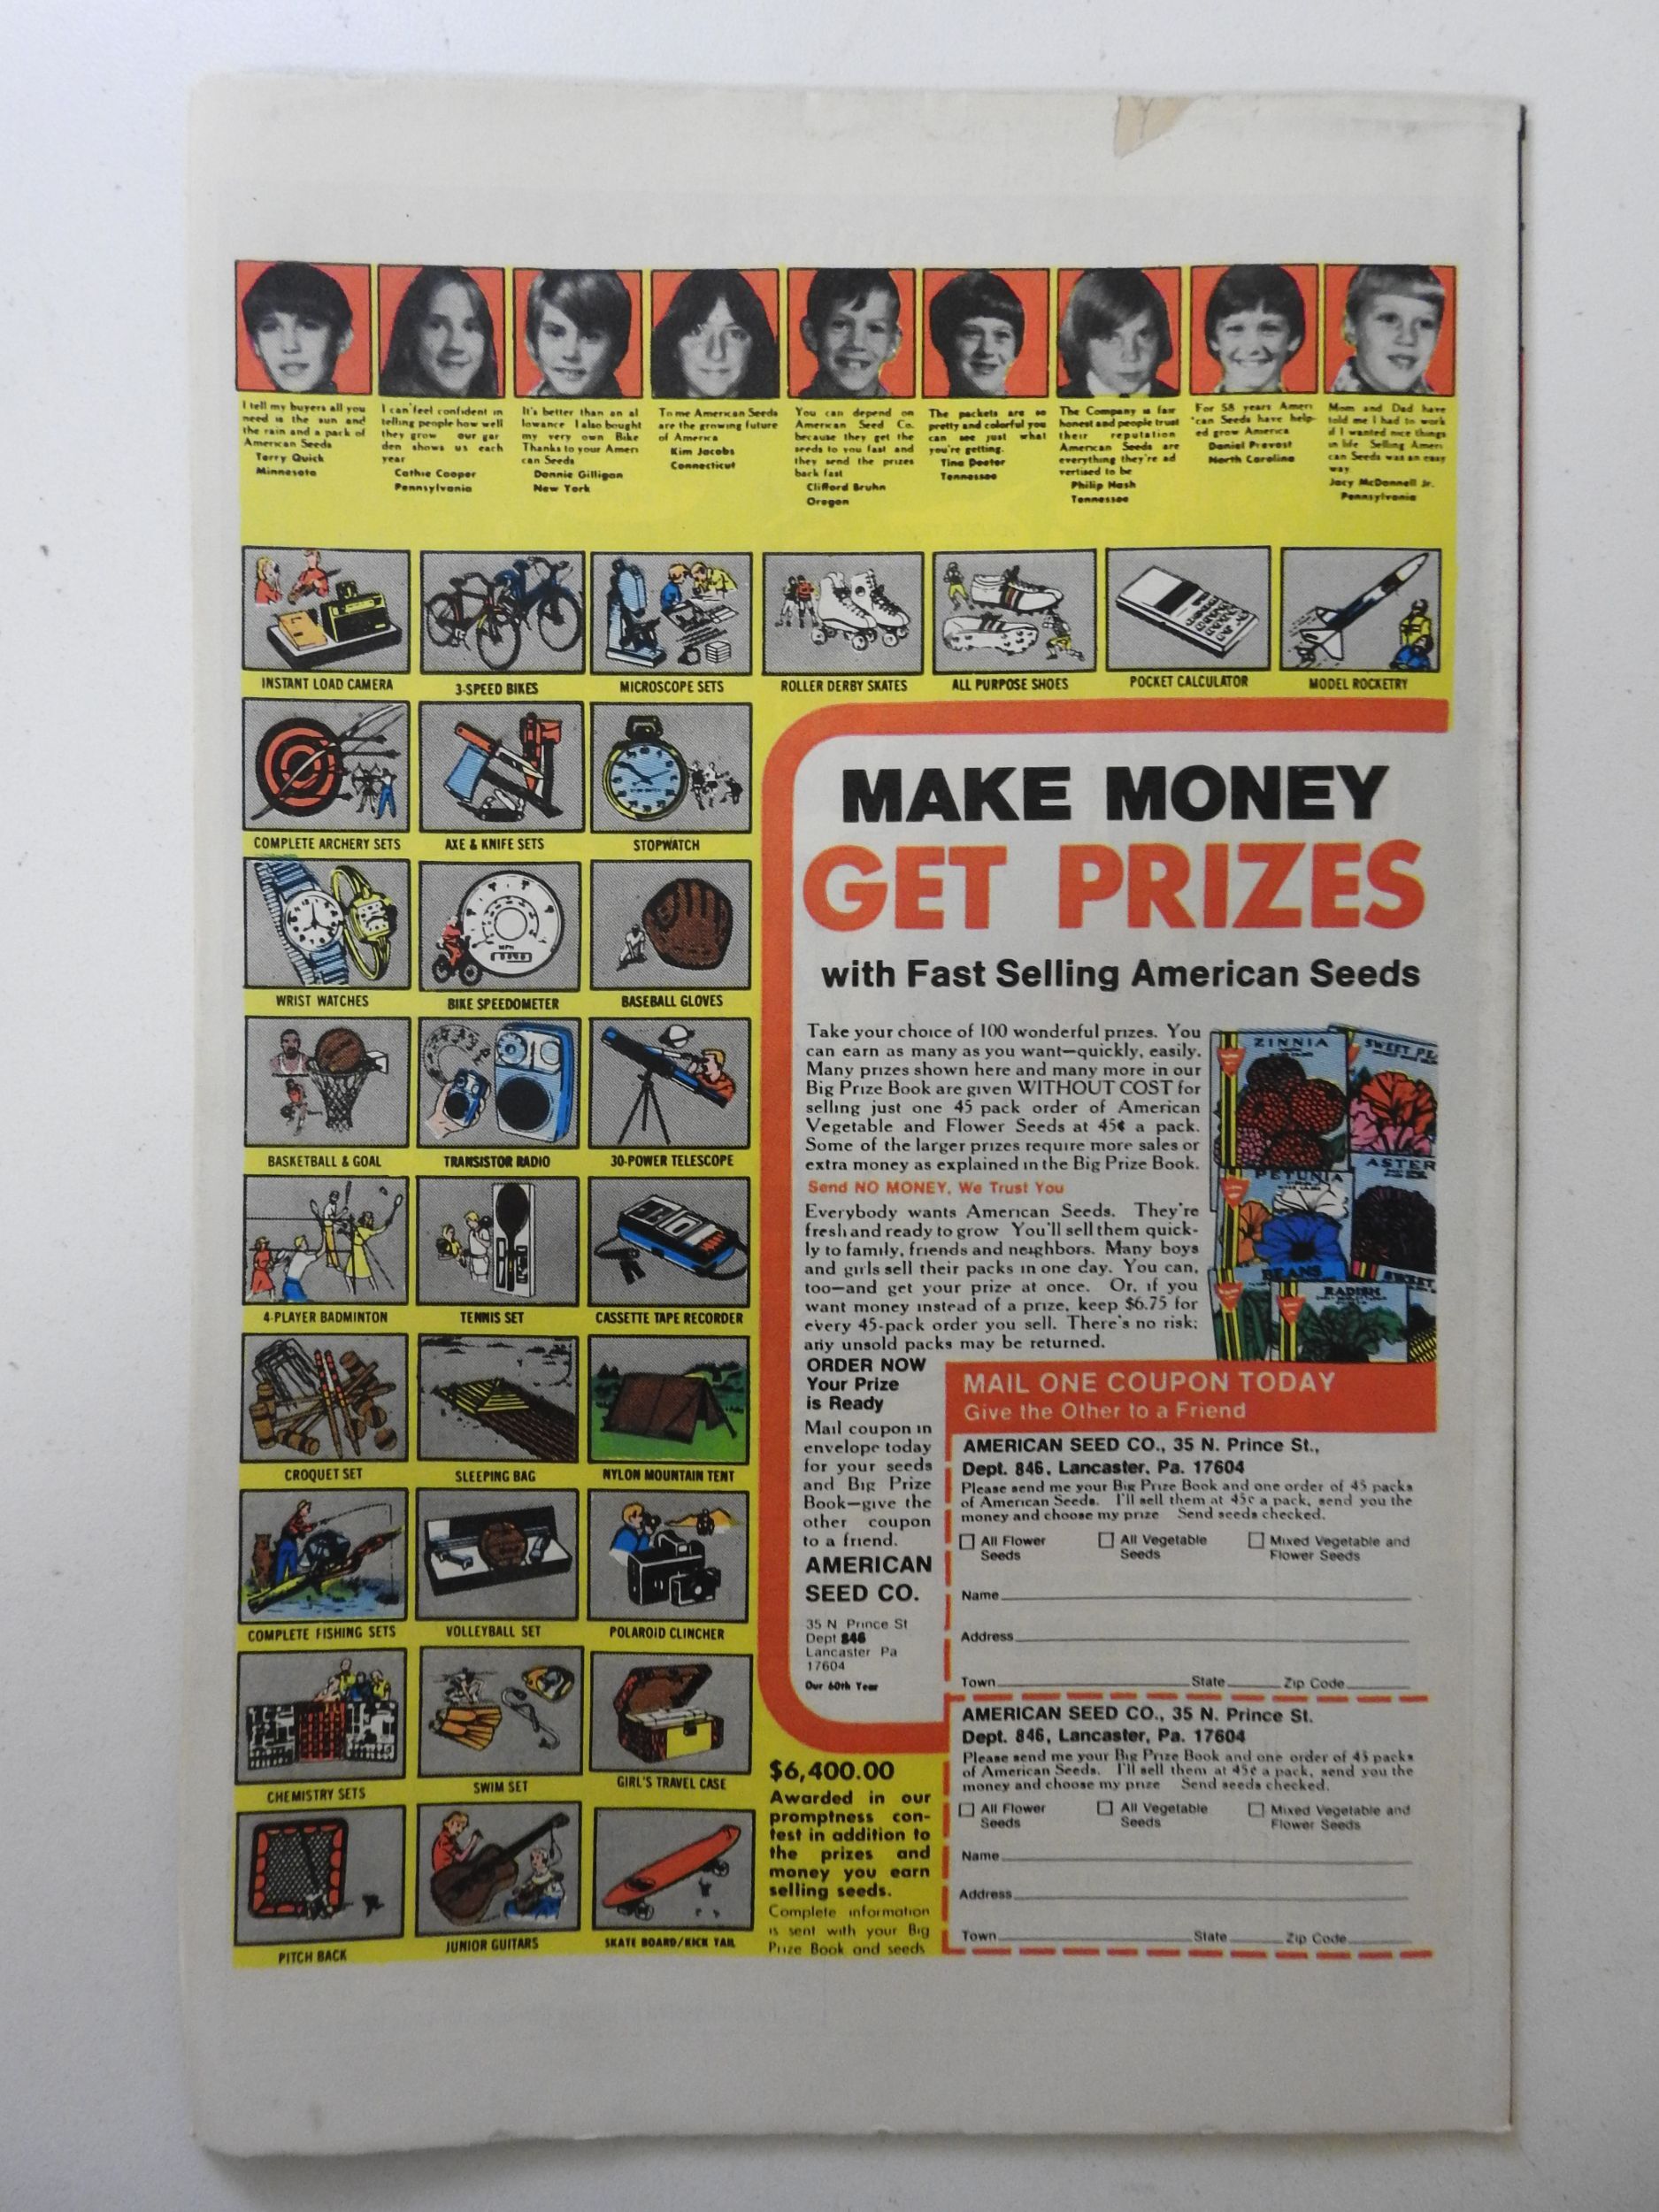 I tell my buyers all you
need is the sun and
the rain and a pack of
American Seeds
Terry Quick
Minnesota
I can feel confident in
telling people how well
they grow our gar
den shows us each
year
Cathie Cooper
Pennsylvania
It's better than an al
lowance I also bought
my very own Bike
Thanks to your Ameri
can Seeds
Donnie Gilligan
New York
To me American Seeds
are the growing future
of America
Kim Jacobs
Connecticut
You can depend on
American Seed Co.
because they get the
seeds to you fast and
they send the prizes
back fast
Clifford Bruhn
Oregon
The packets are so
pretty and colorful you
can see just what
you're getting.
Tina Deeter
Tennessee
The Company is fair
honest and people trust
their reputation
American Seeds are
everything they're ad
vertised to be
Philip Nash
Tennessee
For 58 years Ameri
can Seeds have help-
ed grow America
Daniel Prevost
North Carolina
Mom and Dad have
told me I had to work
if I wanted nice things
in life Selling Ameri
can Seeds was an easy
way
Jacy McDonnell Jr.
Pennsylvania
INSTANT LOAD CAMERA
3-SPEED BIKES
MICROSCOPE SETS
ROLLER DERBY SKATES
ALL PURPOSE SHOES
POCKET CALCULATOR
MODEL ROCKETRY
COMPLETE ARCHERY SETS
AXE & KNIFE SETS
STOPWATCH
WRIST WATCHES
BIKE SPEEDOMETER
BASEBALL GLOVES
BASKETBALL & GOAL
TRANSISTOR RADIO
30-POWER TELESCOPE
4-PLAYER BADMINTON
TENNIS SET
CASSETTE TAPE RECORDER
CROQUET SET
SLEEPING BAG
NYLON MOUNTAIN TENT
COMPLETE FISHING SETS
VOLLEYBALL SET
POLAROID CLINCHER
CHEMISTRY SETS
SWIM SET
GIRL'S TRAVEL CASE
PITCH BACK
JUNIOR GUITARS
SKATE BOARD/KICK TAIL
MAKE MONEY
GET PRIZES
with Fast Selling American Seeds
Take your choice of 100 wonderful prizes. You
can earn as many as you want—quickly, easily.
Many prizes shown here and many more in our
Big Prize Book are given WITHOUT COST for
selling just one 45 pack order of American
Vegetable and Flower Seeds at 45¢ a pack.
Some of the larger prizes require more sales or
extra money as explained in the Big Prize Book.
Send NO MONEY, We Trust You
Everybody wants American Seeds. They're
fresh and ready to grow You'll sell them quick-
ly to family, friends and neighbors. Many boys
and girls sell their packs in one day. You can,
too—and get your prize at once. Or, if you
want money instead of a prize, keep $6.75 for
every 45-pack order you sell. There's no risk;
any unsold packs may be returned.
ZINNIA
SWEET PE
PETUNIA
ASTER
BEANS
RADISH
SWEET
ORDER NOW
Your Prize
is Ready
Mail coupon in
envelope today
for your seeds
and Big Prize
Book—give the
other coupon
to a friend.
AMERICAN
SEED CO.
35 N Prince St
Dept 846
Lancaster Pa
17604
Our 60th Year
$6,400.00
Awarded in our
promptness con-
test in addition to
the prizes and
money you earn
selling seeds.
Complete information
is sent with your Big
Prize Book and seeds
MAIL ONE COUPON TODAY
Give the Other to a Friend
AMERICAN SEED CO., 35 N. Prince St.,
Dept. 846, Lancaster, Pa. 17604
Please send me your Big Prize Book and one order of 45 packs
of American Seeds. I'll sell them at 45¢ a pack, send you the
money and choose my prize Send seeds checked.
All Flower
Seeds
All Vegetable
Seeds
Mixed Vegetable and
Flower Seeds
Name
Address
Town State Zip Code
AMERICAN SEED CO., 35 N. Prince St.
Dept. 846, Lancaster, Pa. 17604
Please send me your Big Prize Book and one order of 45 packs
of American Seeds. I'll sell them at 45¢ a pack, send you the
money and choose my prize Send seeds checked.
All Flower
Seeds
All Vegetable
Seeds
Mixed Vegetable and
Flower Seeds
Name
Address
Town State Zip Code